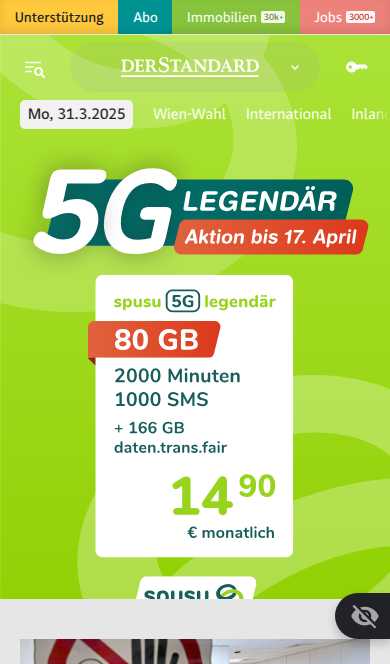 Unterstützung Abo Immobilien 30k+ Jobs 3000+
DERSTANDARD
Mo, 31.3.2025 Wien-Wahl International
5G LEGENDÄR
Aktion bis 17. April
spusu 5G legendär
80 GB
2000 Minuten
1000 SMS
+ 166 GB
daten.trans.fair
14 90
€ monatlich
spusu